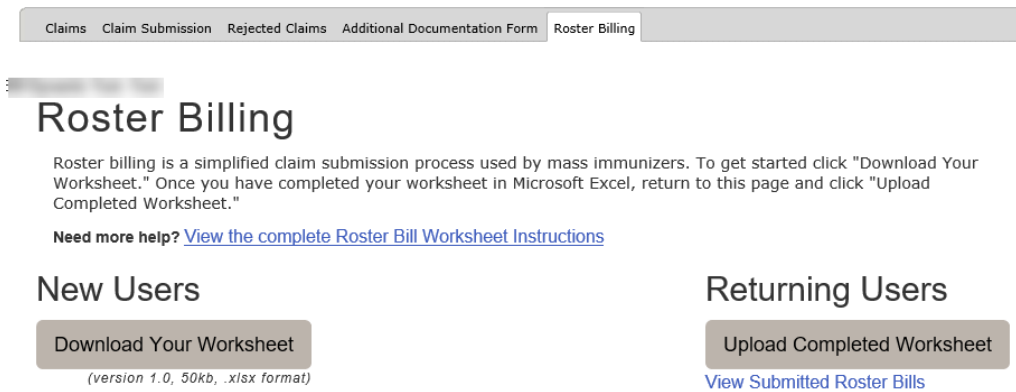 Claims Claim Submission Rejected Claims Additional Documentation Form Roster Billing
Roster Billing
Roster billing is a simplified claim submission process used by mass immunizers. To get started click "Download Your
Worksheet." Once you have completed your worksheet in Microsoft Excel, return to this page and click "Upload
Completed Worksheet."
Need more help? View the complete Roster Bill Worksheet Instructions
New Users
Download Your Worksheet
(version 1.0, 50kb, .xlsx format)
Returning Users
Upload Completed Worksheet
View Submitted Roster Bills